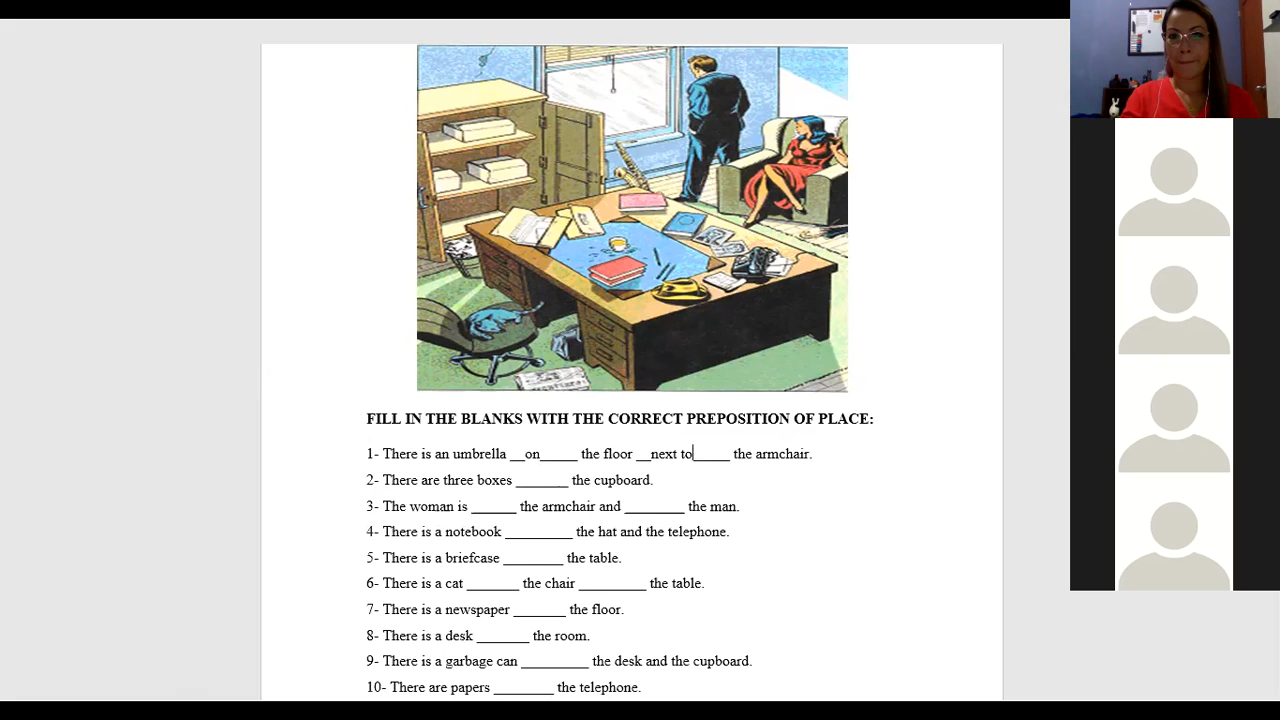 FILL IN THE BLANKS WITH THE CORRECT PREPOSITION OF PLACE:
1- There is an umbrella __on_____ the floor __next to_____ the armchair.
2- There are three boxes _______ the cupboard.
3- The woman is ______ the armchair and ________ the man.
4- There is a notebook _________ the hat and the telephone.
5- There is a briefcase ________ the table.
6- There is a cat _______ the chair _________ the table.
7- There is a newspaper _______ the floor.
8- There is a desk _______ the room.
9- There is a garbage can _________ the desk and the cupboard.
10- There are papers ________ the telephone.